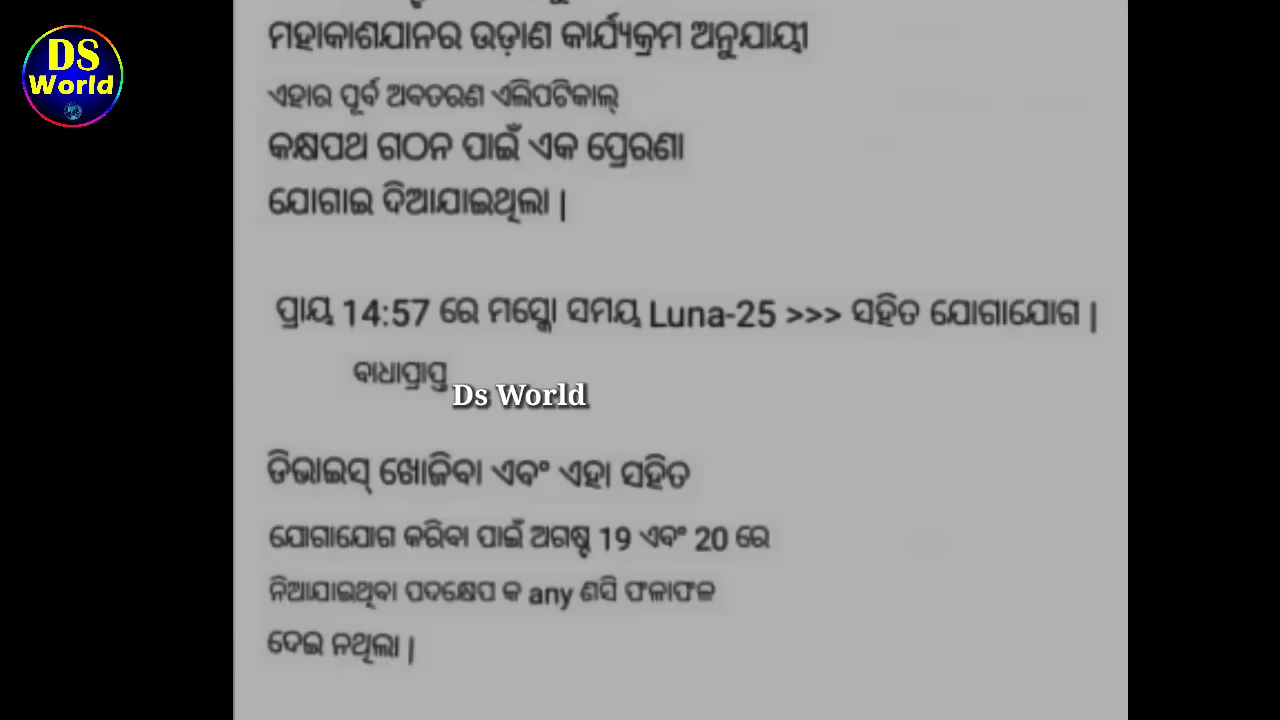 DS
World
ମହାକାଶଯାନର ଉଡ଼ାଣ କାର୍ଯ୍ୟକ୍ରମ ଅନୁଯାୟୀ
ଏହାର ପୂର୍ବ ଅବତରଣ ଏଲିପଟିକାଲ୍
କକ୍ଷପଥ ଗଠନ ପାଇଁ ଏକ ପ୍ରେରଣା
ଯୋଗାଇ ଦିଆଯାଇଥିଲା |
ପ୍ରାୟ 14:57 ରେ ମସ୍କୋ ସମୟ Luna-25 >>> ସହିତ ଯୋଗାଯୋଗ |
ବାଧାପ୍ରାପ୍ତ
Ds World
ଡିଭାଇସ୍ ଖୋଜିବା ଏବଂ ଏହା ସହିତ
ଯୋଗାଯୋଗ କରିବା ପାଇଁ ଅଗଷ୍ଟ 19 ଏବଂ 20 ରେ
ନିଆଯାଇଥିବା ପଦକ୍ଷେପ କ any ଣସି ଫଳାଫଳ
ଦେଇ ନଥିଲା |